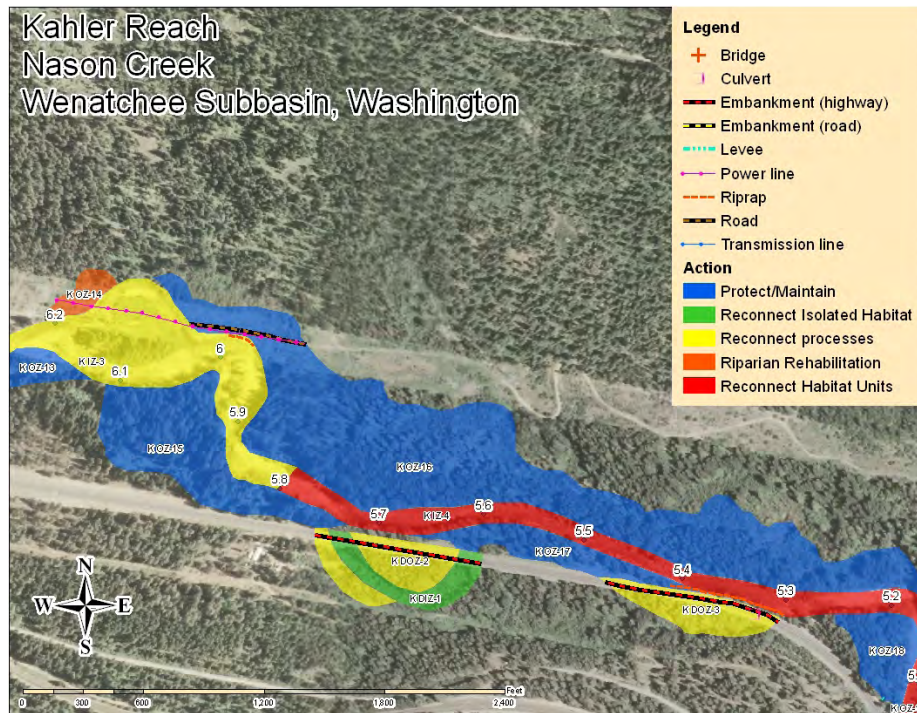 Kahler Reach
Nason Creek
Wenatchee Subbasin, Washington
Legend
Bridge
Culvert
Embankment (highway)
Embankment (road)
Levee
Power line
Riprap
Road
Transmission line
Action
Protect/Maintain
Reconnect Isolated Habitat
Reconnect processes
Riparian Rehabilitation
Reconnect Habitat Units
KOZ-14
6.2
KIZ-3
6
KOZ-13
6.1
5.9
KOZ-15
KOZ-16
5.8
5.7
KIZ-4
5.6
5.5
KOZ-17
5.4
KDOZ-2
KDIZ-1
5.3
5.2
KDOZ-3
KOZ-18
N
W
E
S
0
300
600
1,200
1,800
2,400
Feet